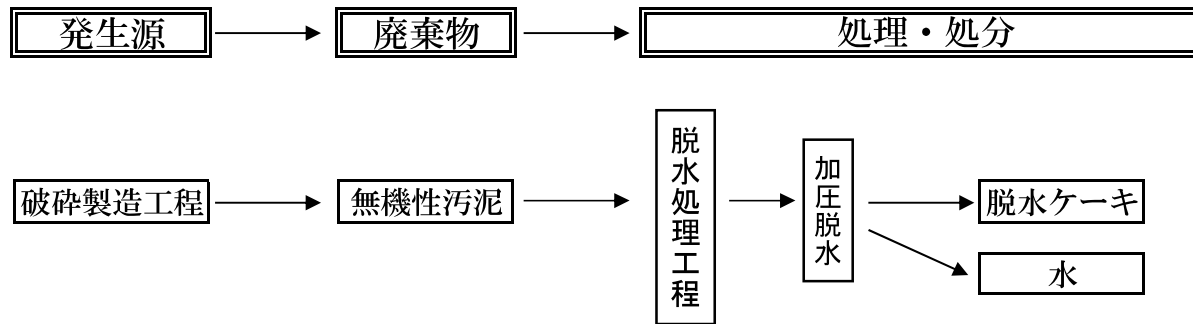 発生源
廃棄物
処理・処分
破砕製造工程
無機性汚泥
脱水処理工程
加圧脱水
脱水ケーキ
水